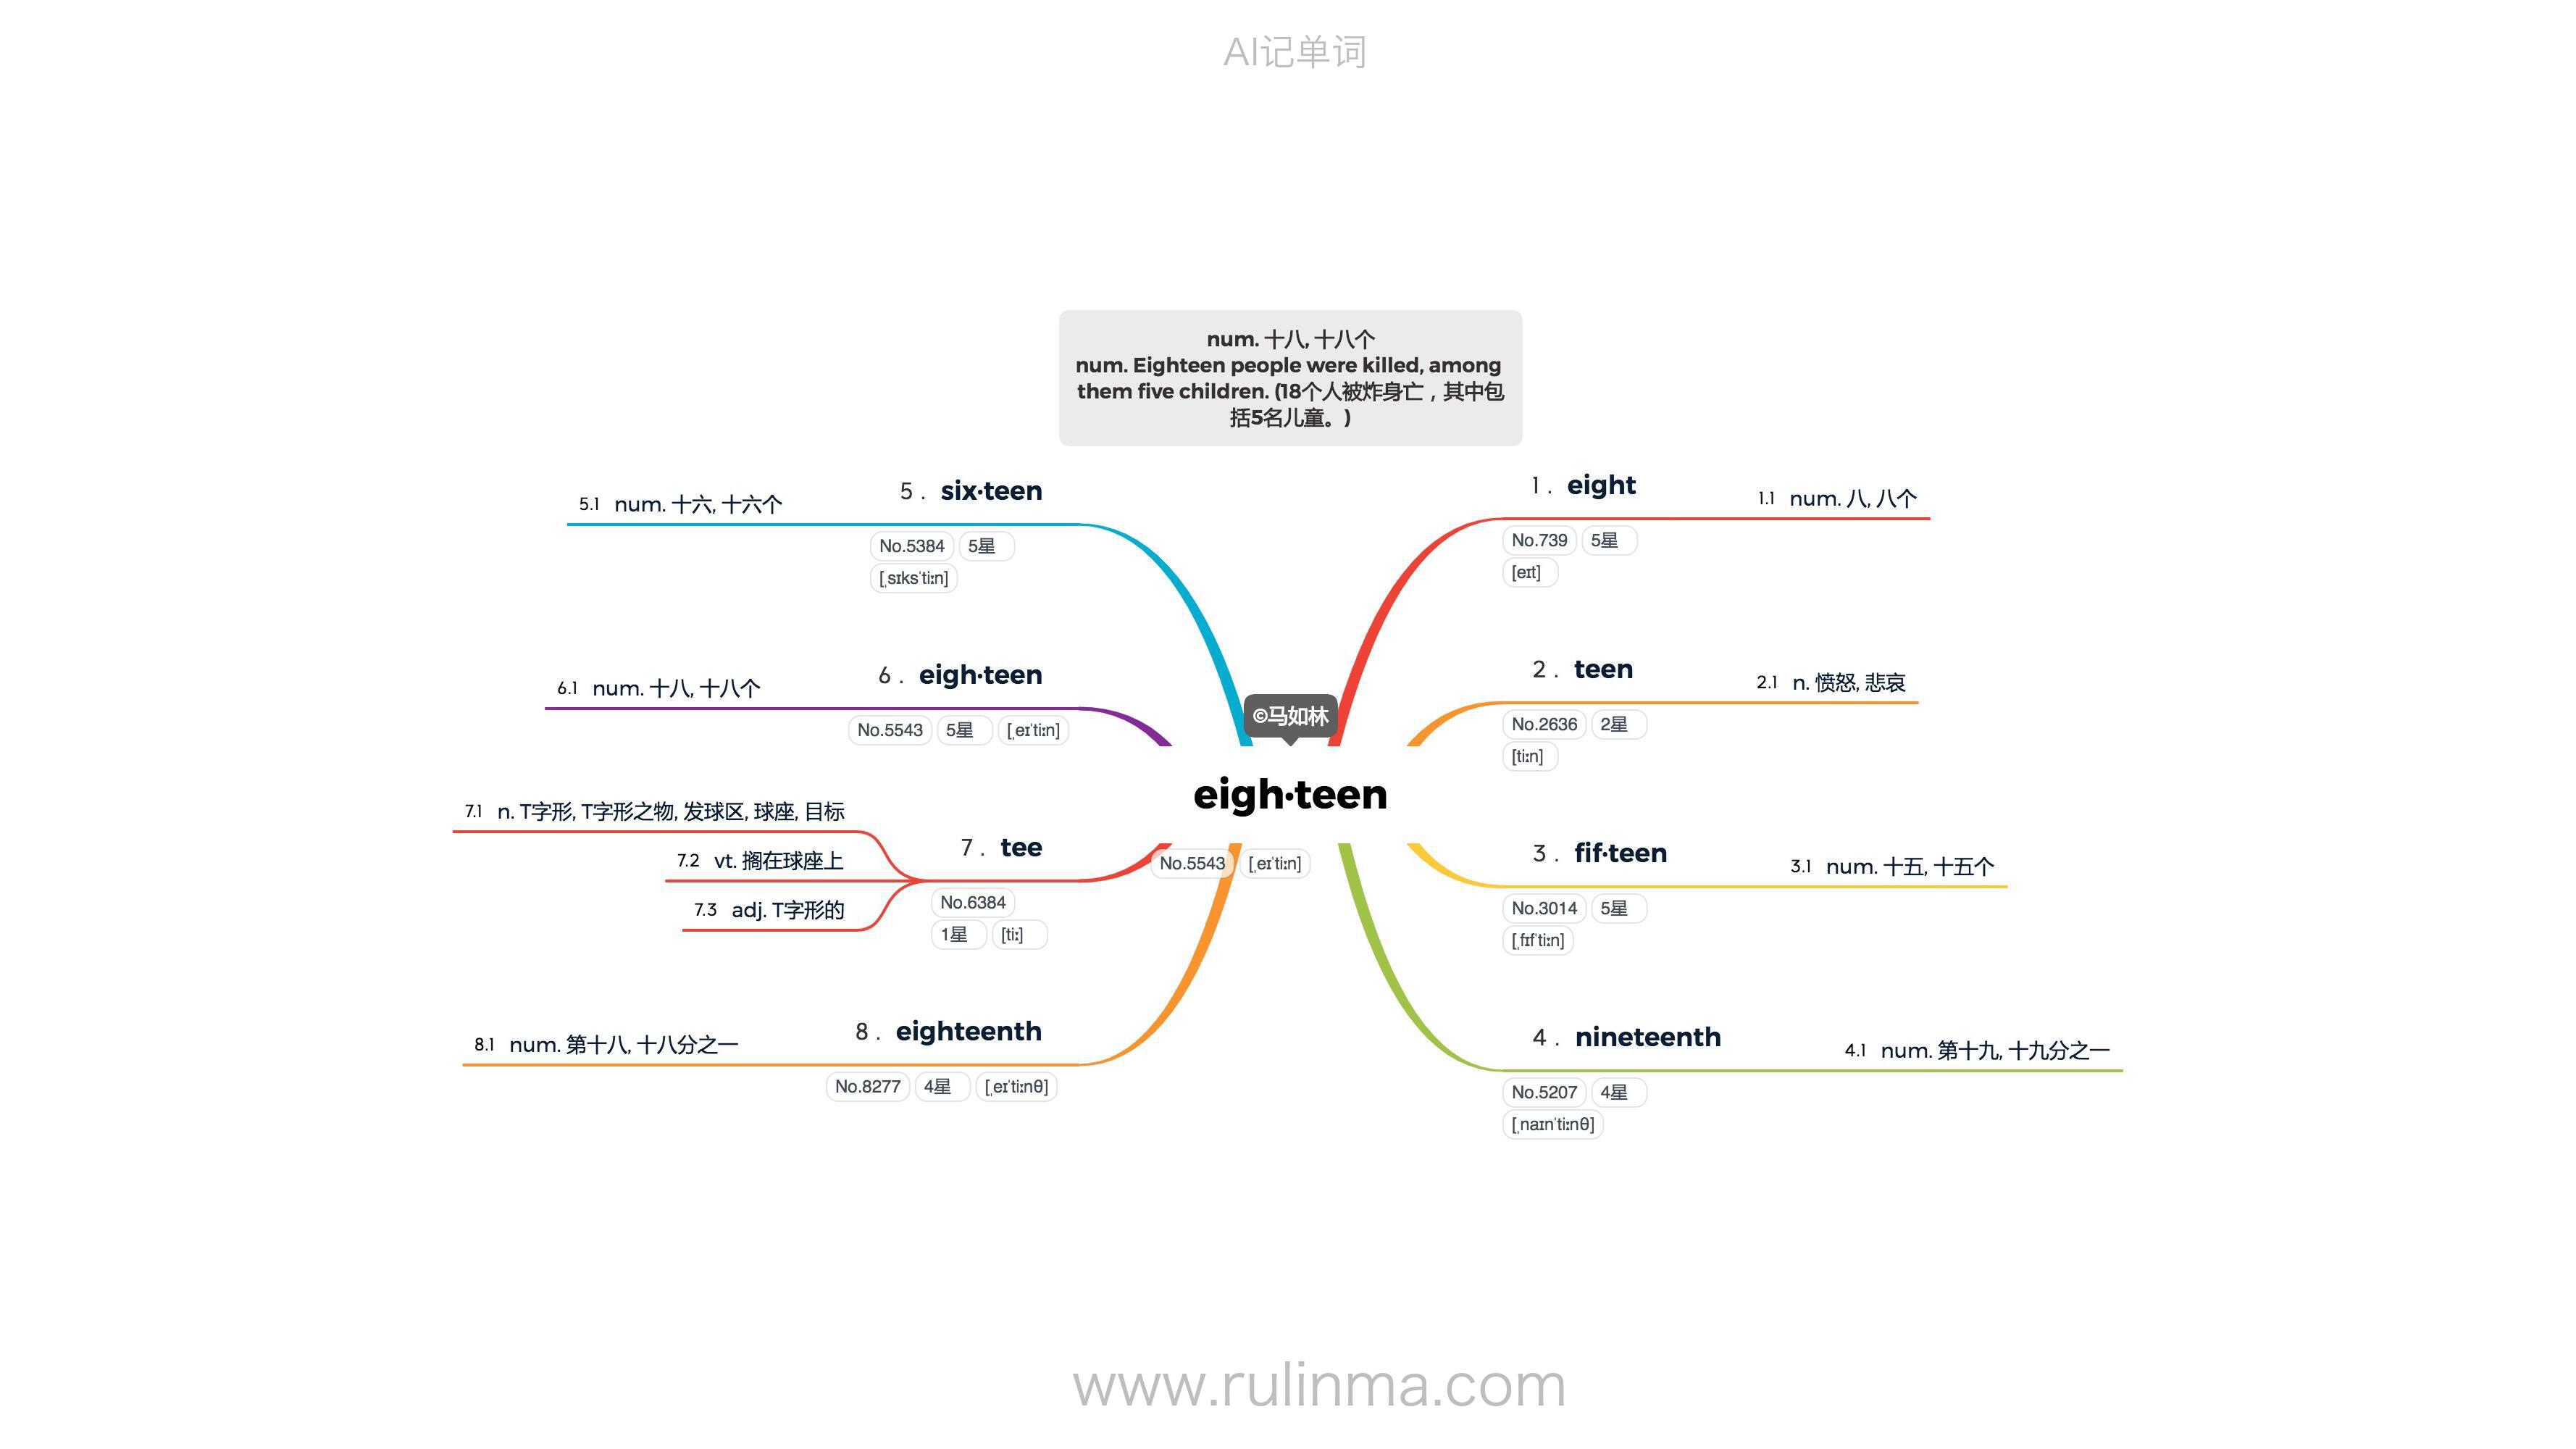 AI记单词
num. 十八, 十八个
num. Eighteen people were killed, among
them five children. (18个人被炸身亡，其中包
括5名儿童。)
©马如林
eigh·teen
No.5543 [ˌeɪˈtiːn]
1 . eight
No.739 5星
[eɪt]
1.1 num. 八, 八个
2 . teen
No.2636 2星
[tiːn]
2.1 n. 愤怒, 悲哀
3 . fif·teen
No.3014 5星
[ˌfɪfˈtiːn]
3.1 num. 十五, 十五个
4 . nineteenth
No.5207 4星
[ˌnaɪnˈtiːnθ]
4.1 num. 第十九, 十九分之一
5 . six·teen
No.5384 5星
[ˌsɪksˈtiːn]
5.1 num. 十六, 十六个
6 . eigh·teen
No.5543 5星 [ˌeɪˈtiːn]
6.1 num. 十八, 十八个
7 . tee
No.6384
1星 [tiː]
7.1 n. T字形, T字形之物, 发球区, 球座, 目标
7.2 vt. 搁在球座上
7.3 adj. T字形的
8 . eighteenth
No.8277 4星 [ˌeɪˈtiːnθ]
8.1 num. 第十八, 十八分之一
www.rulinma.com